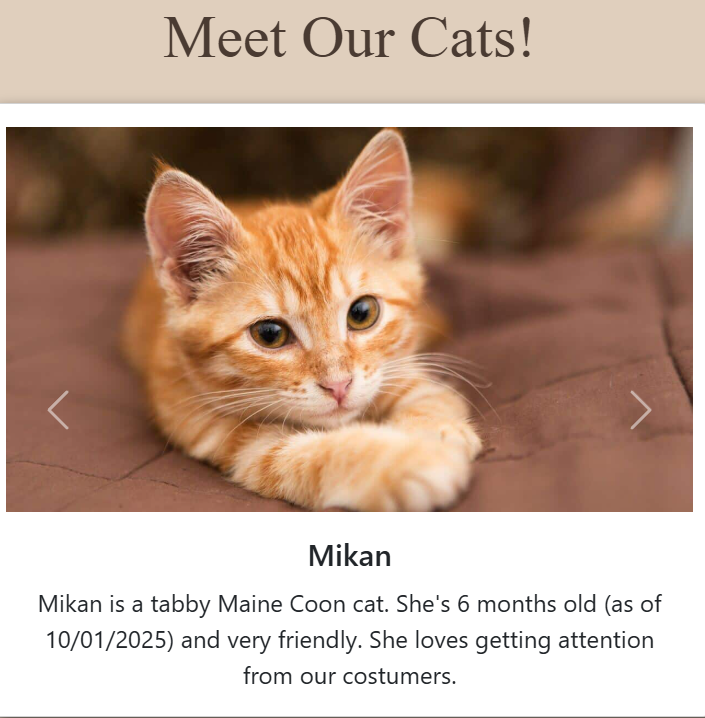 Meet Our Cats!
Mikan
Mikan is a tabby Maine Coon cat. She's 6 months old (as of
10/01/2025) and very friendly. She loves getting attention
from our costumers.